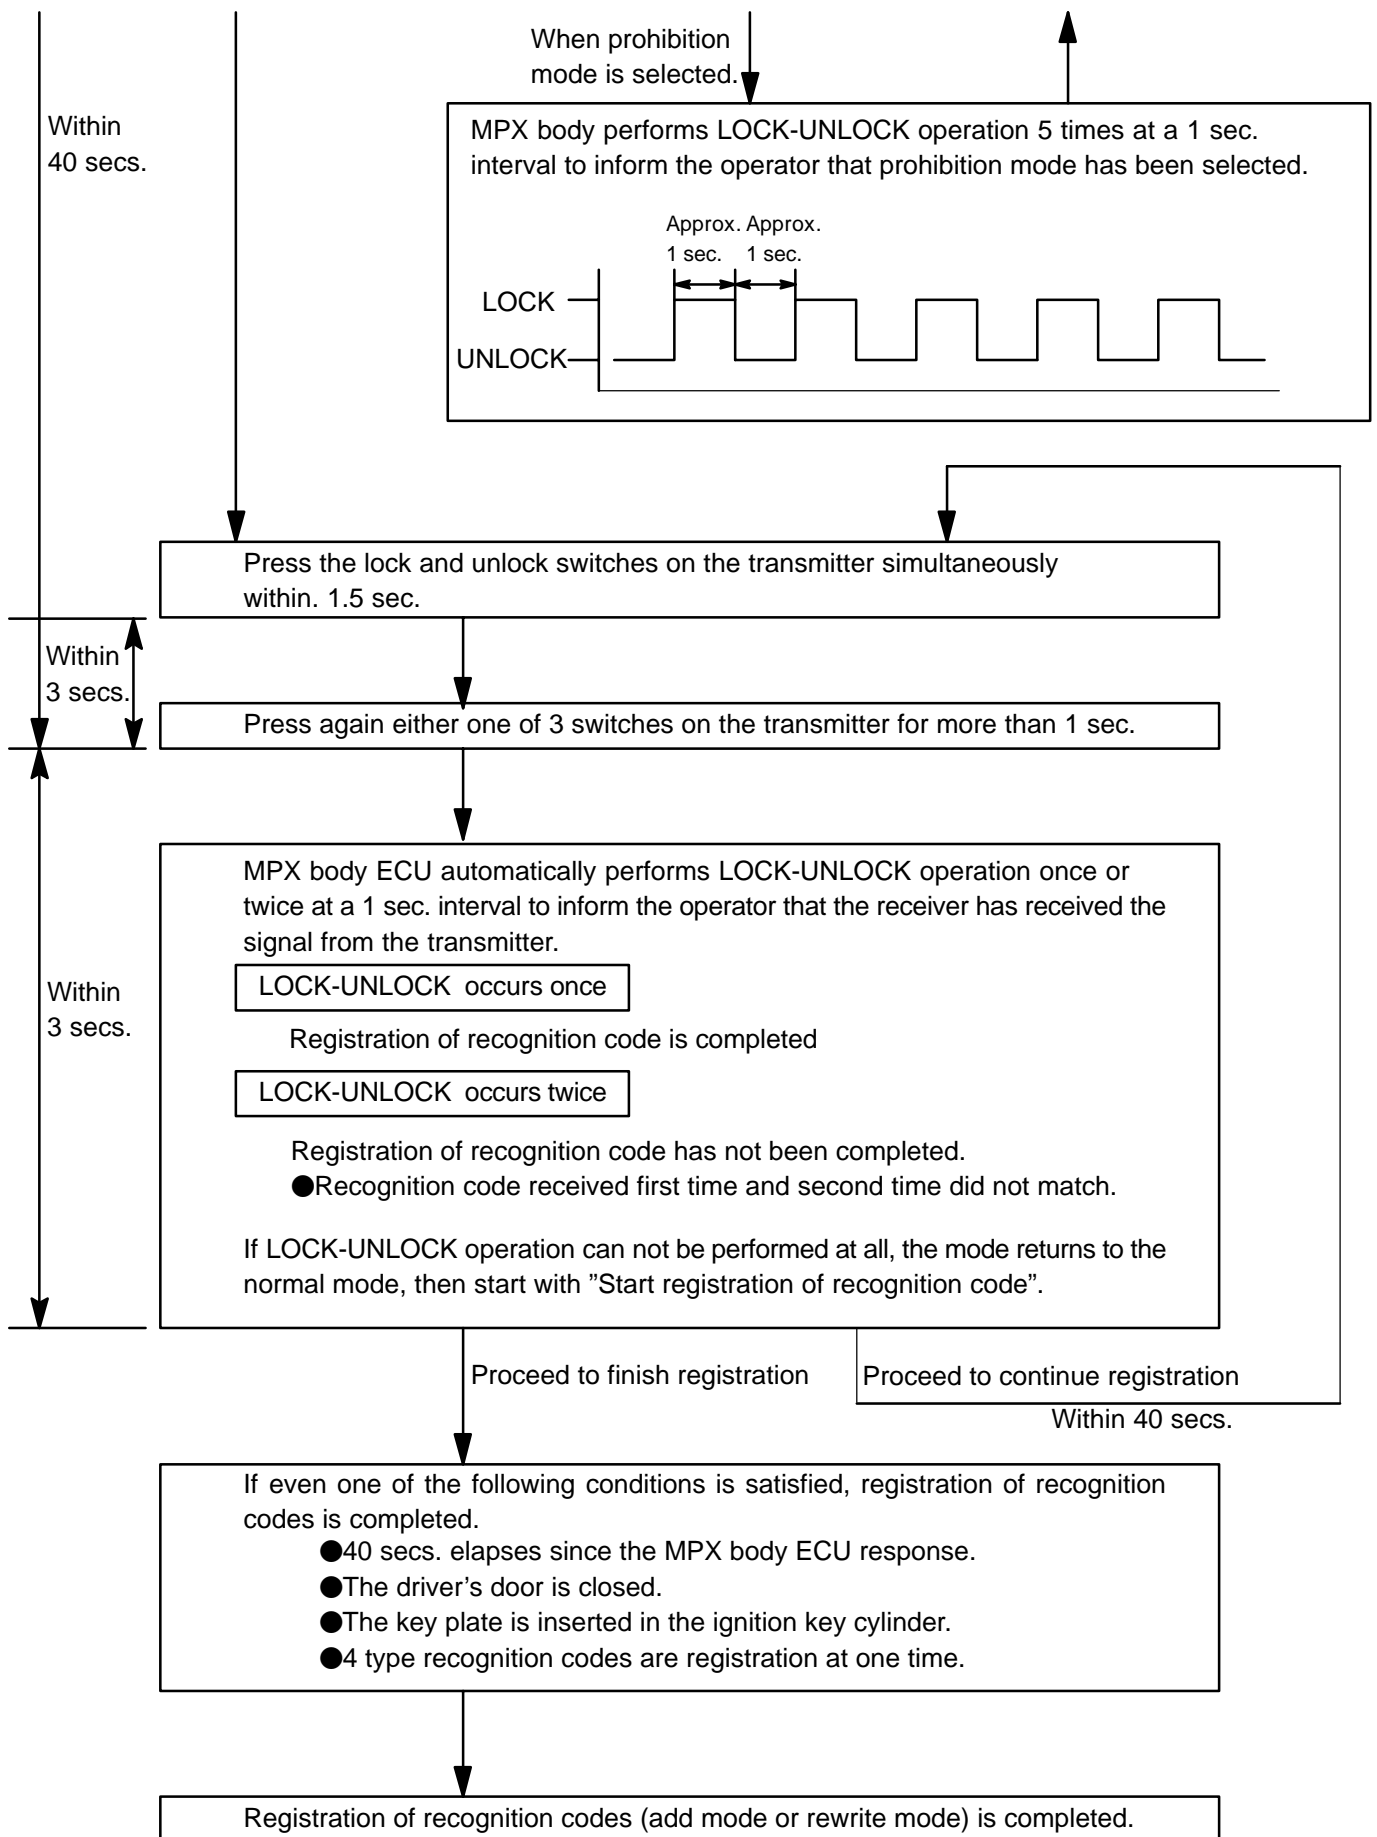 When prohibition
mode is selected.
Within
40 secs.
MPX body performs LOCK-UNLOCK operation 5 times at a 1 sec.
interval to inform the operator that prohibition mode has been selected.
Approx. Approx.
1 sec. 1 sec.
LOCK
UNLOCK
Press the lock and unlock switches on the transmitter simultaneously
within. 1.5 sec.
Within
3 secs.
Press again either one of 3 switches on the transmitter for more than 1 sec.
MPX body ECU automatically performs LOCK-UNLOCK operation once or
twice at a 1 sec. interval to inform the operator that the receiver has received the
signal from the transmitter.
LOCK-UNLOCK occurs once
Within
3 secs.
Registration of recognition code is completed
LOCK-UNLOCK occurs twice
Registration of recognition code has not been completed.
●Recognition code received first time and second time did not match.
If LOCK-UNLOCK operation can not be performed at all, the mode returns to the
normal mode, then start with ”Start registration of recognition code”.
Proceed to finish registration
Proceed to continue registration
Within 40 secs.
If even one of the following conditions is satisfied, registration of recognition
codes is completed.
●40 secs. elapses since the MPX body ECU response.
●The driver’s door is closed.
●The key plate is inserted in the ignition key cylinder.
●4 type recognition codes are registration at one time.
Registration of recognition codes (add mode or rewrite mode) is completed.